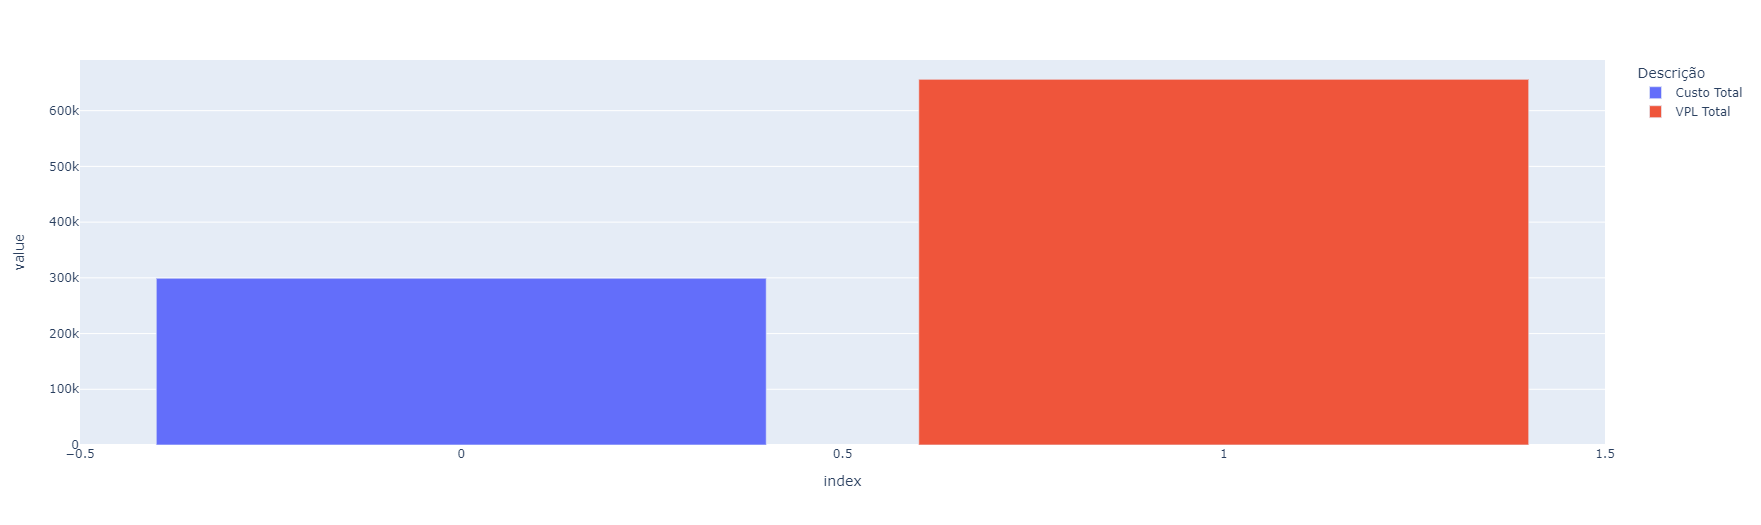 Descrição
Custo Total
VPL Total
600k
500k
400k
300k
200k
100k
0
value
−0.5
0
0.5
1
1.5
index